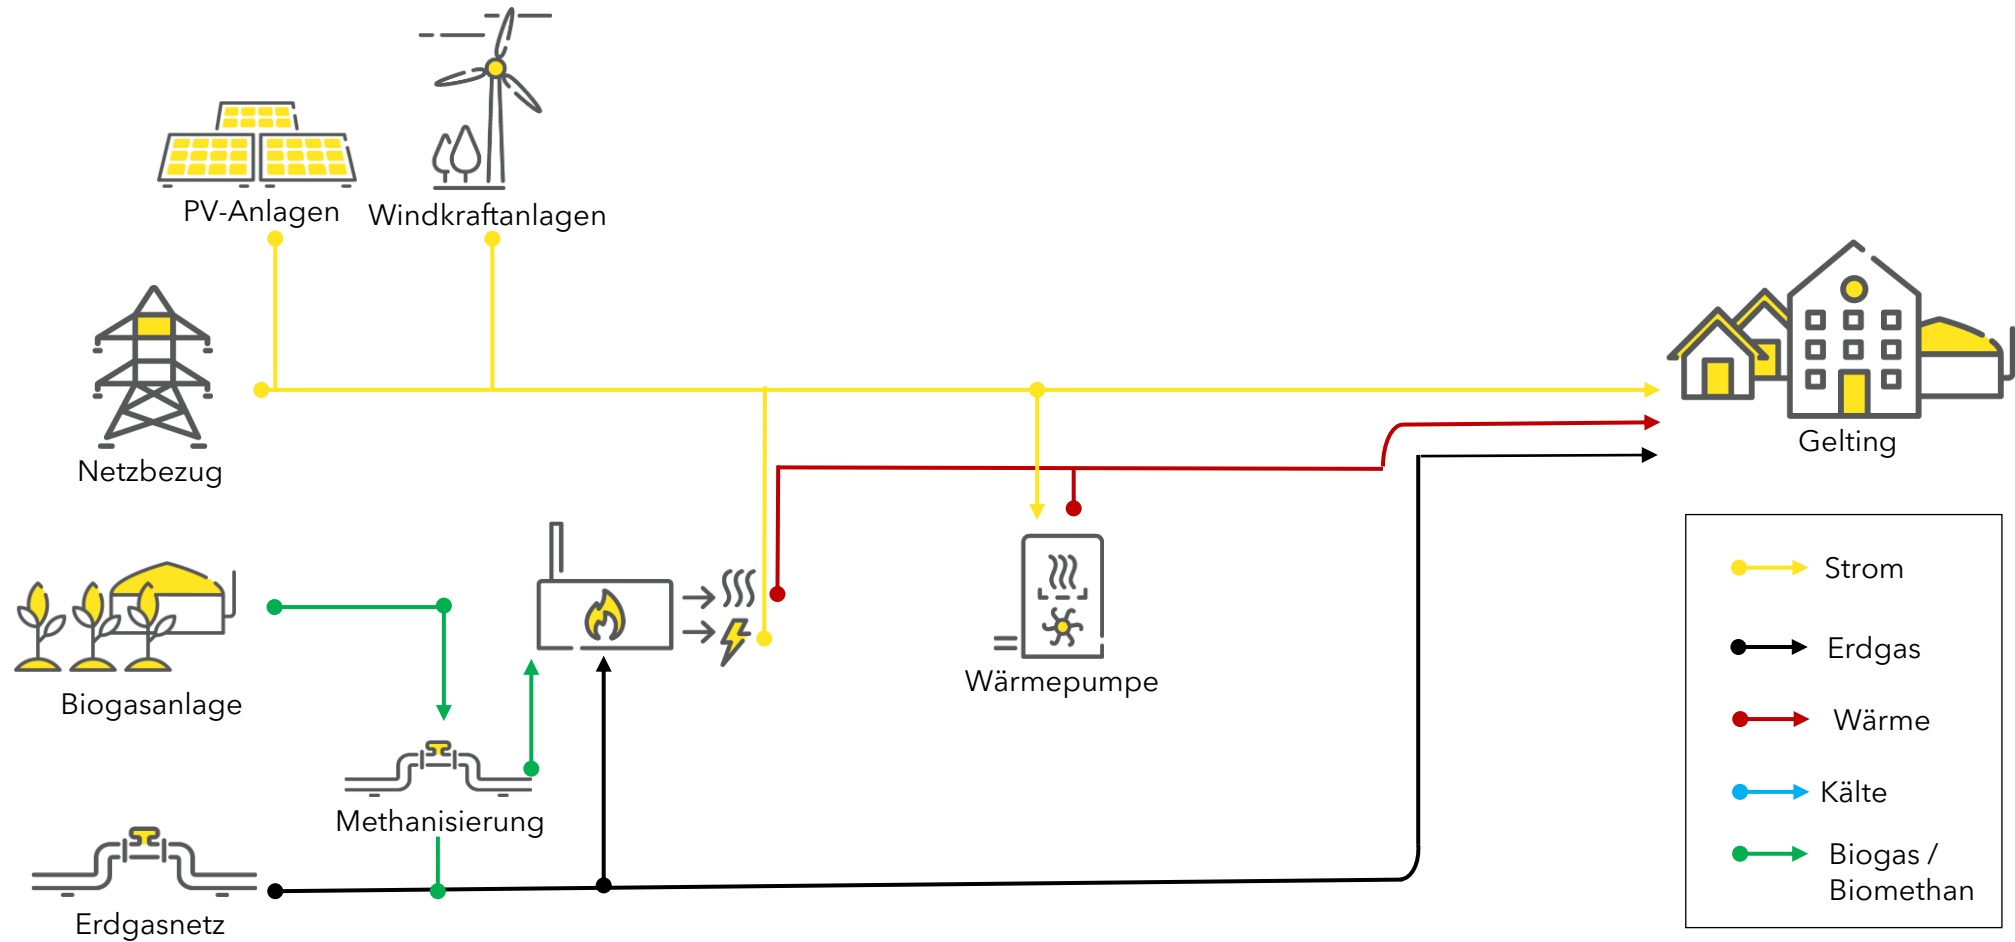 PV-Anlagen
Windkraftanlagen
Netzbezug
Gelting
Biogasanlage
Wärmepumpe
Methanisierung
Erdgasnetz
Strom
Erdgas
Wärme
Kälte
Biogas /
Biomethan